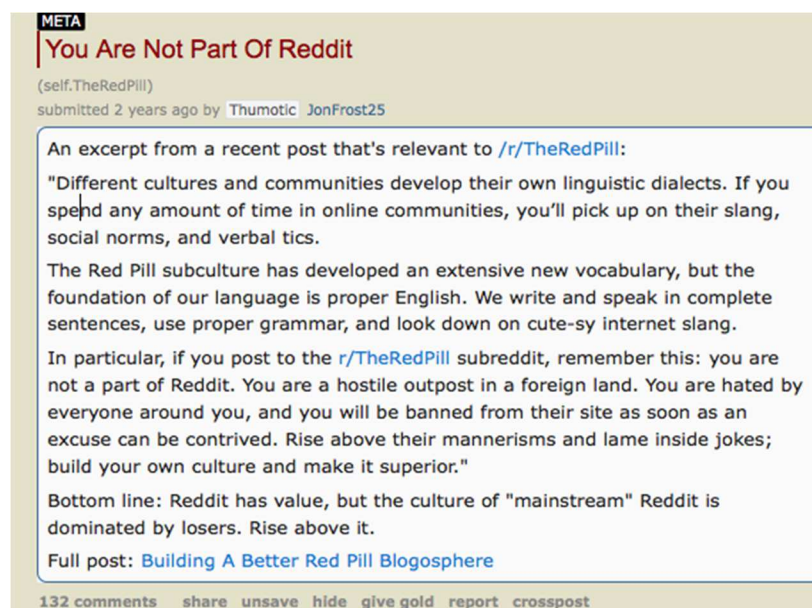 META
You Are Not Part Of Reddit
(self.TheRedPill)
submitted 2 years ago by Thumotic JonFrost25
An excerpt from a recent post that's relevant to /r/TheRedPill:
"Different cultures and communities develop their own linguistic dialects. If you
spend any amount of time in online communities, you'll pick up on their slang,
social norms, and verbal tics.
The Red Pill subculture has developed an extensive new vocabulary, but the
foundation of our language is proper English. We write and speak in complete
sentences, use proper grammar, and look down on cute-sy internet slang.
In particular, if you post to the r/TheRedPill subreddit, remember this: you are
not a part of Reddit. You are a hostile outpost in a foreign land. You are hated by
everyone around you, and you will be banned from their site as soon as an
excuse can be contrived. Rise above their mannerisms and lame inside jokes;
build your own culture and make it superior."
Bottom line: Reddit has value, but the culture of "mainstream" Reddit is
dominated by losers. Rise above it.
Full post: Building A Better Red Pill Blogosphere
132 comments share unsave hide give gold report crosspost